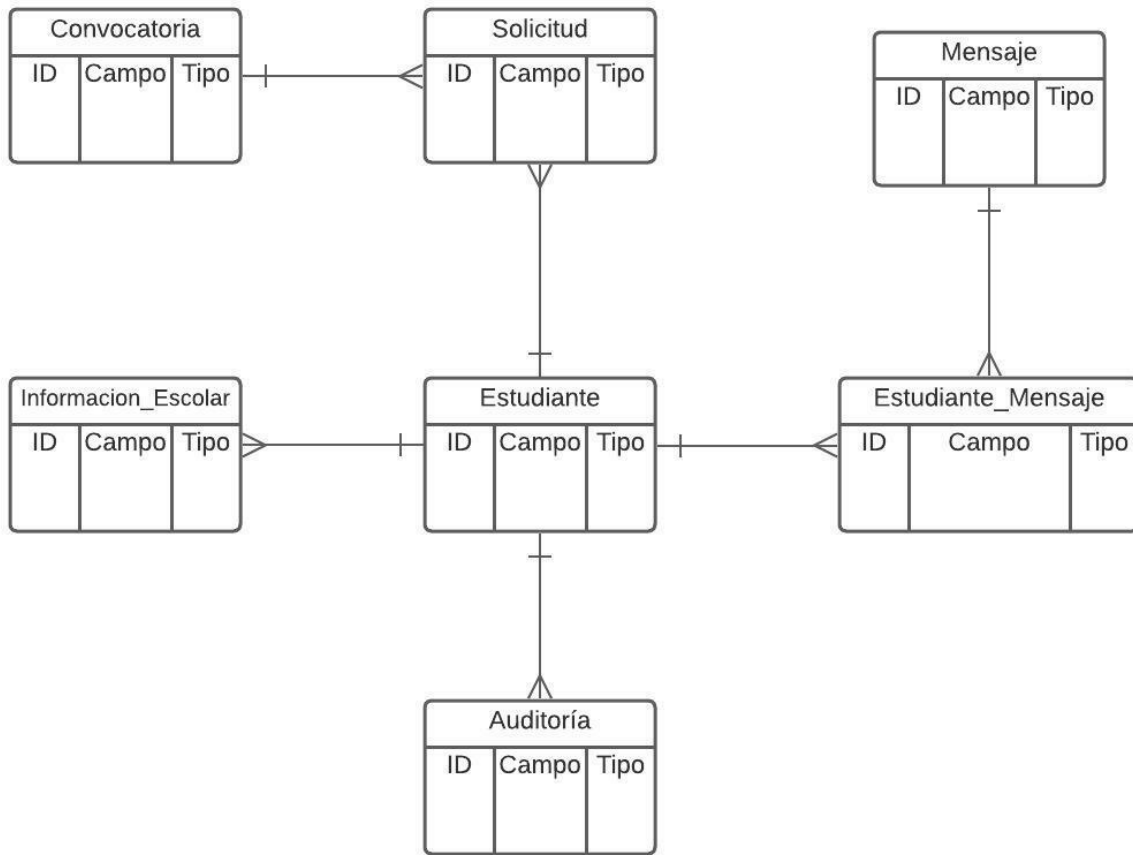 Convocatoria
ID Campo Tipo
Solicitud
ID Campo Tipo
Mensaje
ID Campo Tipo
Informacion_Escolar
ID Campo Tipo
Estudiante
ID Campo Tipo
Estudiante_Mensaje
ID Campo Tipo
Auditoría
ID Campo Tipo